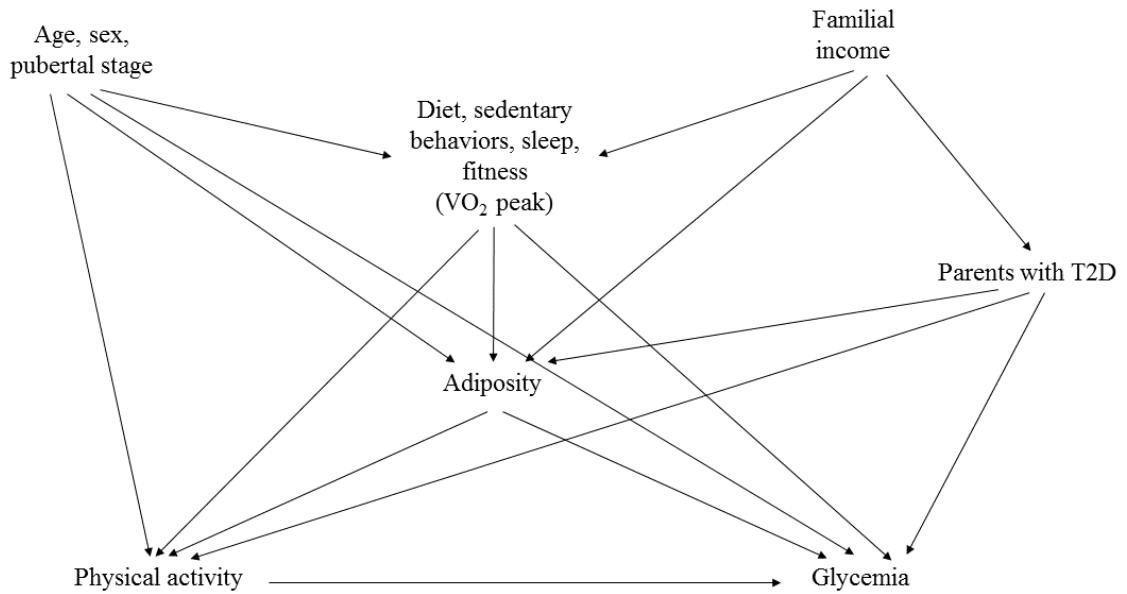 Age, sex,
pubertal stage
Familial
income
Diet, sedentary
behaviors, sleep,
fitness
(VO₂ peak)
Parents with T2D
Adiposity
Physical activity
Glycemia